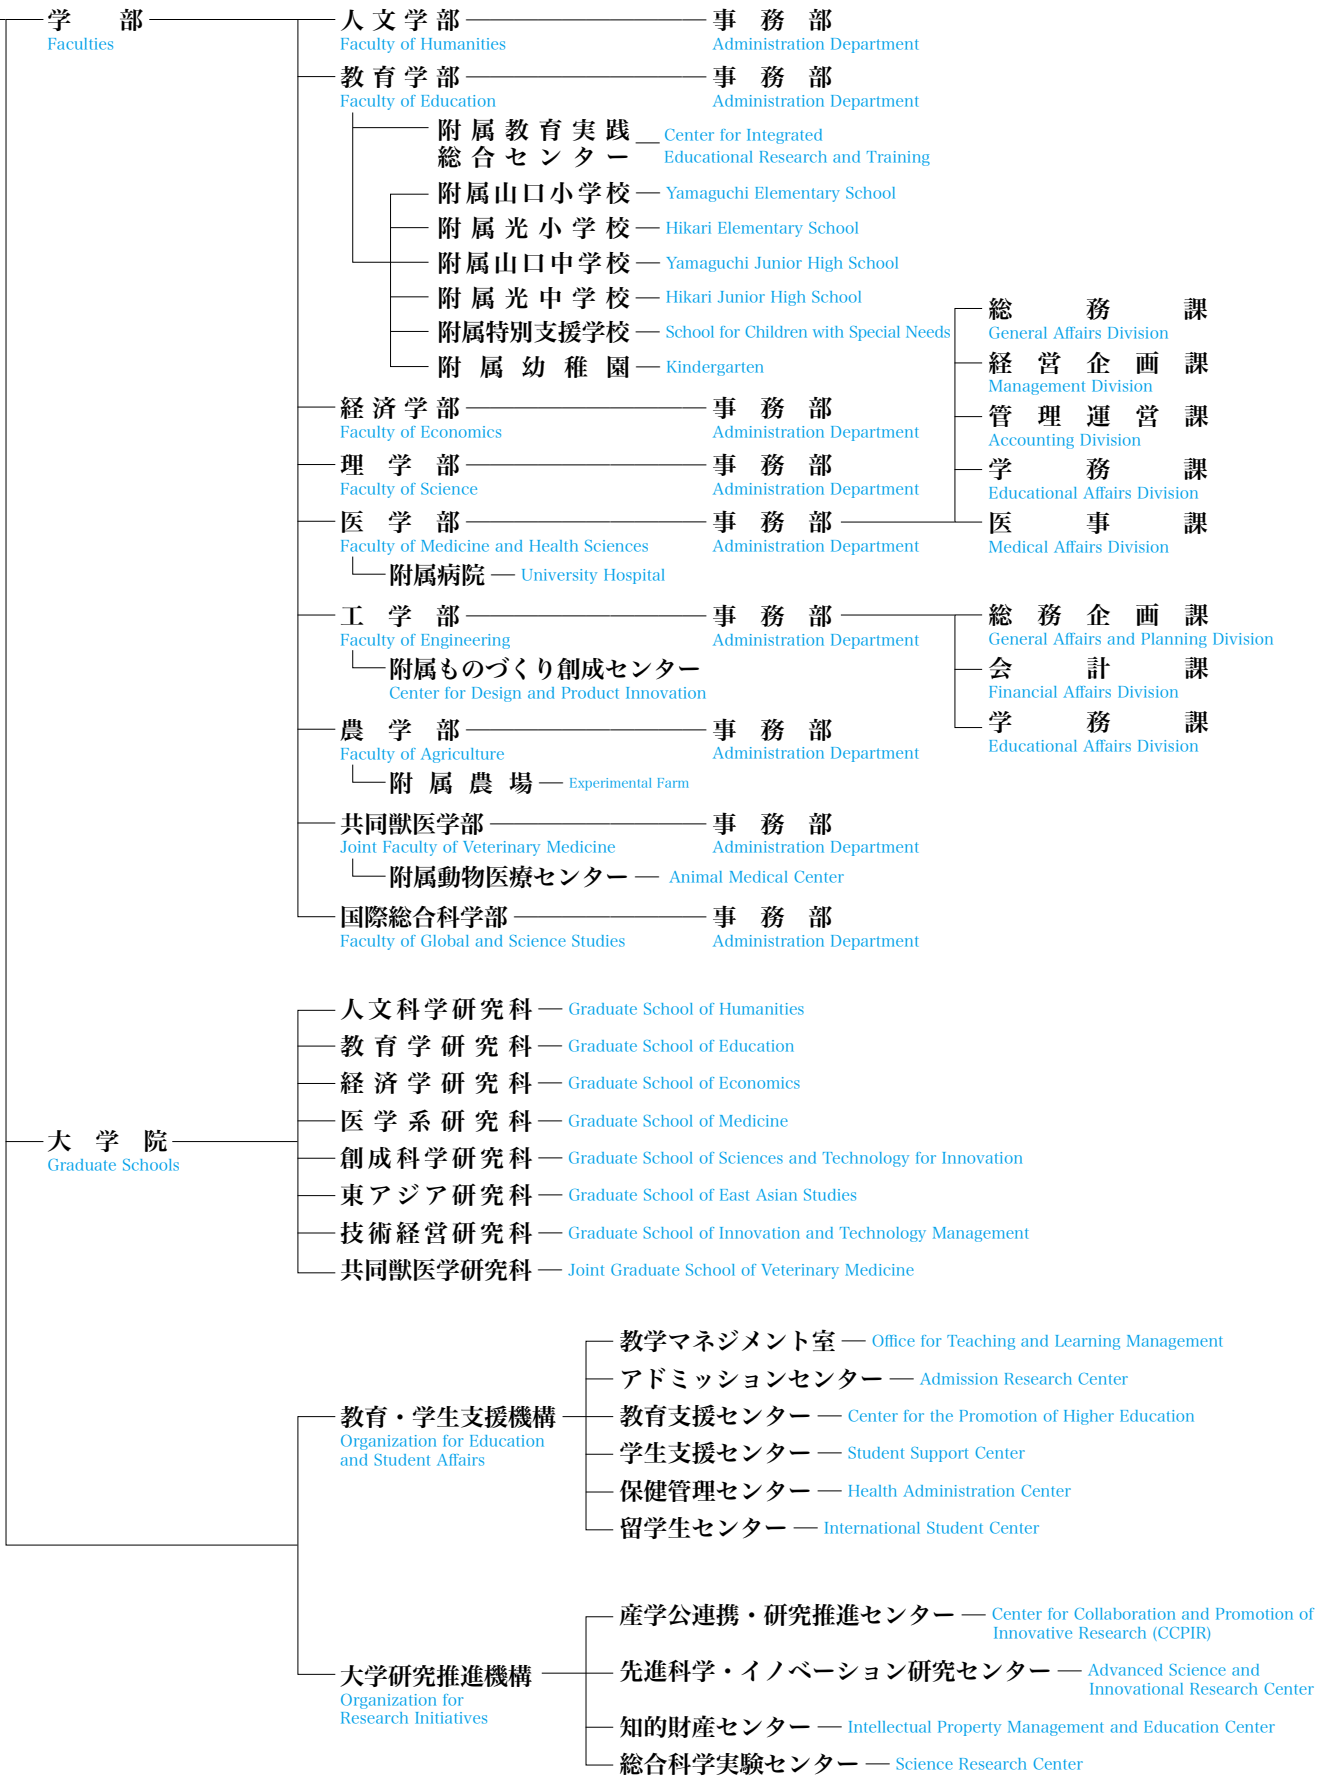 学部
Faculties
人文学部
Faculty of Humanities
事務部
Administration Department
教育学部
Faculty of Education
事務部
Administration Department
附属教育実践
総合センター
Center for Integrated
Educational Research and Training
附属山口小学校
Yamaguchi Elementary School
附属光小学校
Hikari Elementary School
附属山口中学校
Yamaguchi Junior High School
附属光中学校
Hikari Junior High School
附属特別支援学校
School for Children with Special Needs
附属幼稚園
Kindergarten
経済学部
Faculty of Economics
事務部
Administration Department
理学部
Faculty of Science
事務部
Administration Department
医学部
Faculty of Medicine and Health Sciences
事務部
Administration Department
総務課
General Affairs Division
経営企画課
Management Division
管理運営課
Accounting Division
学務課
Educational Affairs Division
医事課
Medical Affairs Division
附属病院
University Hospital
工学部
Faculty of Engineering
事務部
Administration Department
総務企画課
General Affairs and Planning Division
会計課
Financial Affairs Division
学務課
Educational Affairs Division
附属ものづくり創成センター
Center for Design and Product Innovation
農学部
Faculty of Agriculture
事務部
Administration Department
附属農場
Experimental Farm
共同獣医学部
Joint Faculty of Veterinary Medicine
事務部
Administration Department
附属動物医療センター
Animal Medical Center
国際総合科学部
Faculty of Global and Science Studies
事務部
Administration Department
大学院
Graduate Schools
人文科学研究科
Graduate School of Humanities
教育学研究科
Graduate School of Education
経済学研究科
Graduate School of Economics
医学系研究科
Graduate School of Medicine
創成科学研究科
Graduate School of Sciences and Technology for Innovation
東アジア研究科
Graduate School of East Asian Studies
技術経営研究科
Graduate School of Innovation and Technology Management
共同獣医学研究科
Joint Graduate School of Veterinary Medicine
教育・学生支援機構
Organization for Education
and Student Affairs
教学マネジメント室
Office for Teaching and Learning Management
アドミッションセンター
Admission Research Center
教育支援センター
Center for the Promotion of Higher Education
学生支援センター
Student Support Center
保健管理センター
Health Administration Center
留学生センター
International Student Center
大学研究推進機構
Organization for
Research Initiatives
産学公連携・研究推進センター
Center for Collaboration and Promotion of
Innovative Research (CCPIR)
先進科学・イノベーション研究センター
Advanced Science and
Innovational Research Center
知的財産センター
Intellectual Property Management and Education Center
総合科学実験センター
Science Research Center